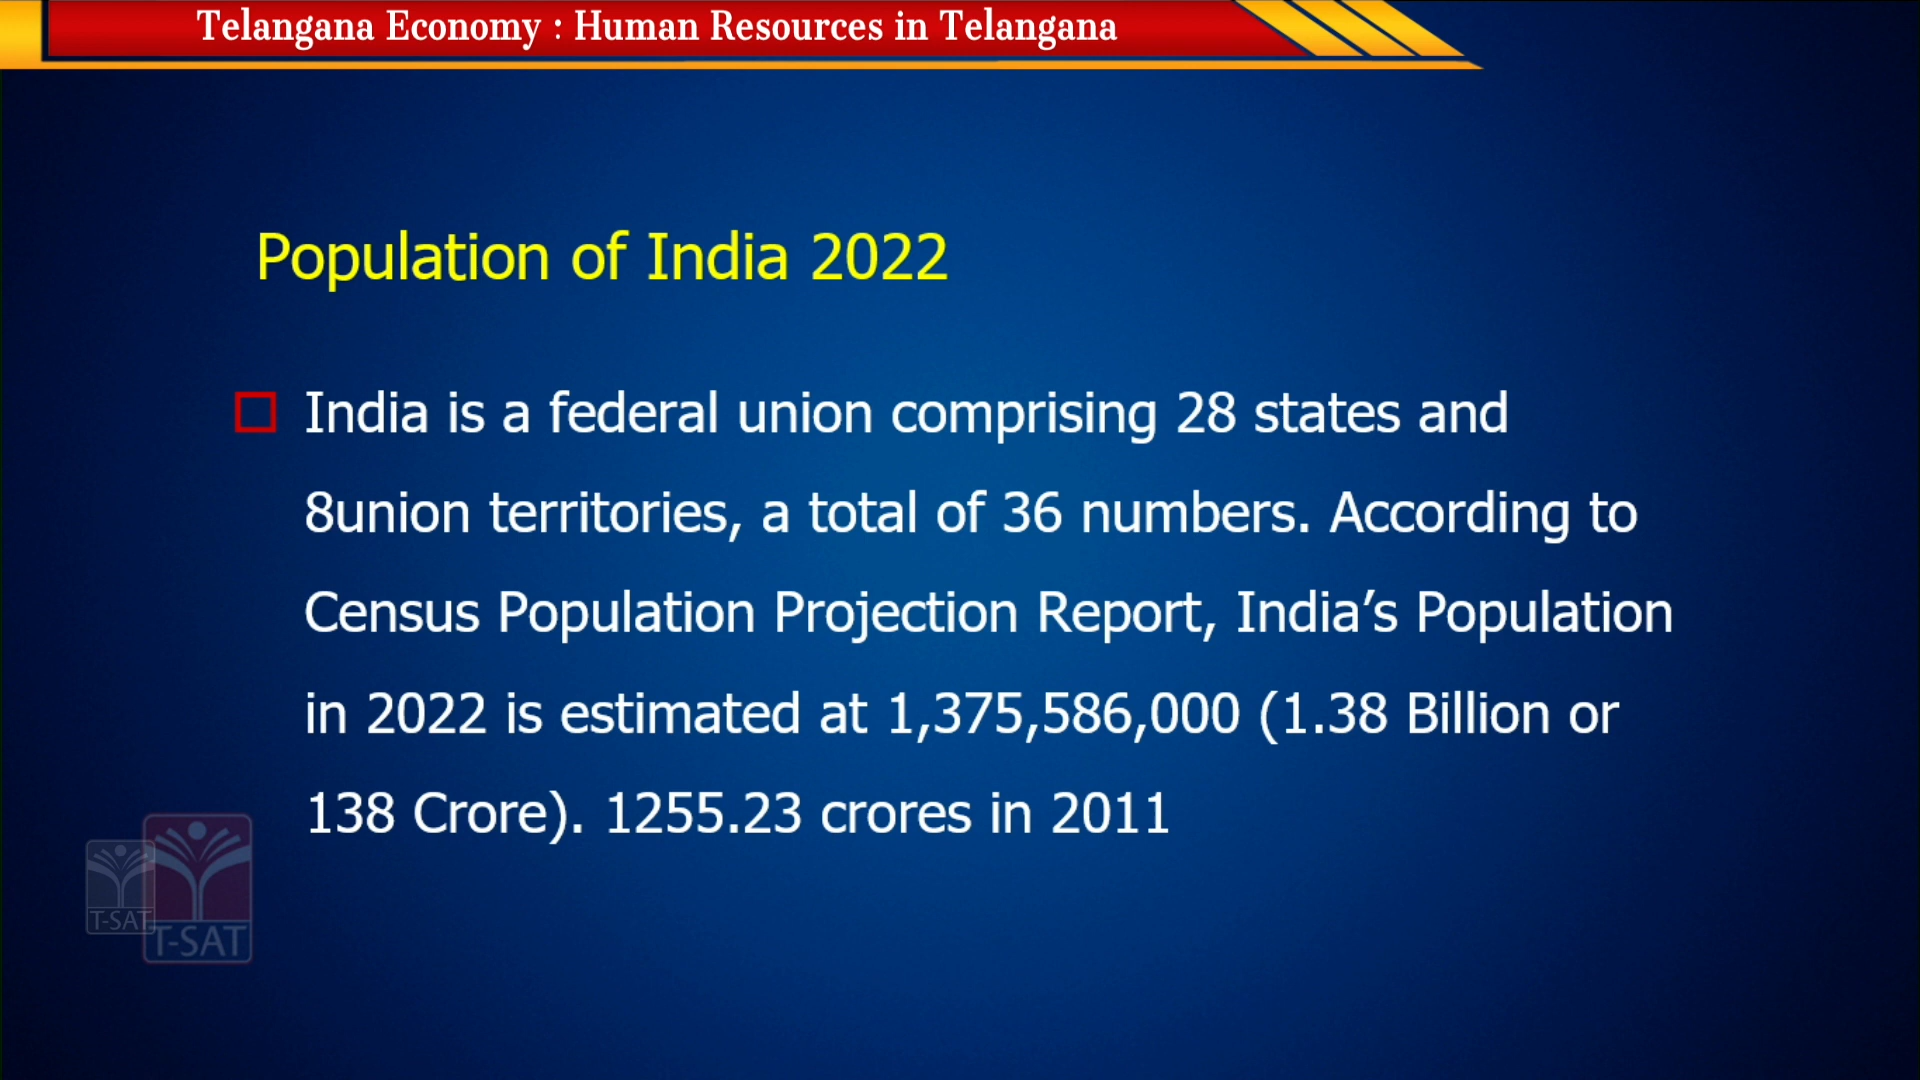 Telangana Economy : Human Resources in Telangana
Population of India 2022
India is a federal union comprising 28 states and
8union territories, a total of 36 numbers. According to
Census Population Projection Report, India’s Population
in 2022 is estimated at 1,375,586,000 (1.38 Billion or
138 Crore). 1255.23 crores in 2011
T-SAT
T-SAT